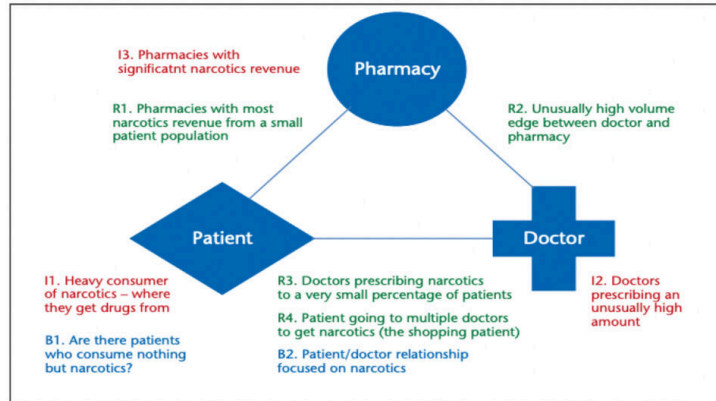 I3. Pharmacies with
significatnt narcotics revenue
Pharmacy
R1. Pharmacies with most
narcotics revenue from a small
patient population
R2. Unusually high volume
edge between doctor and
pharmacy
Patient
Doctor
I1. Heavy consumer
of narcotics – where
they get drugs from
B1. Are there patients
who consume nothing
but narcotics?
R3. Doctors prescribing narcotics
to a very small percentage of patients
R4. Patient going to multiple doctors
to get narcotics (the shopping patient)
B2. Patient/doctor relationship
focused on narcotics
I2. Doctors
prescribing an
unusually high
amount